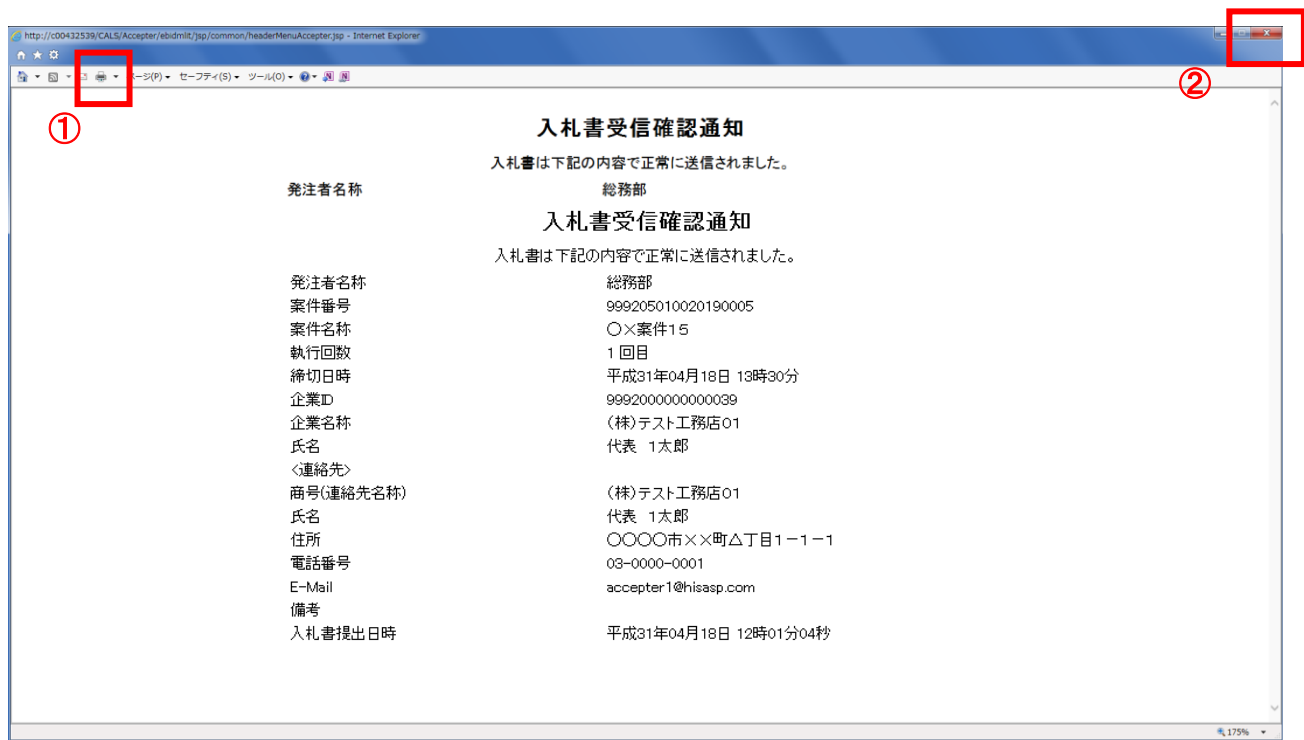 http://c00432539/CALS/Accepter/ebidmlit/jsp/common/headerMenuAccepter.jsp - Internet Explorer
ページ(P) セーフティ(S) ツール(O)
① ②
入札書受信確認通知
入札書は下記の内容で正常に送信されました。
発注者名称 総務部
入札書受信確認通知
入札書は下記の内容で正常に送信されました。
発注者名称 総務部
案件番号 999205010020190005
案件名称 〇×案件15
執行回数 1回目
締切日時 平成31年04月18日 13時30分
企業ID 9992000000000039
企業名称 (株)テスト工務店01
氏名 代表 1太郎
<連絡先>
商号(連絡先名称) (株)テスト工務店01
氏名 代表 1太郎
住所 〇〇〇〇市××町△丁目1-1-1
電話番号 03-0000-0001
E-Mail accepter1@hisasp.com
備考
入札書提出日時 平成31年04月18日 12時01分04秒
175%